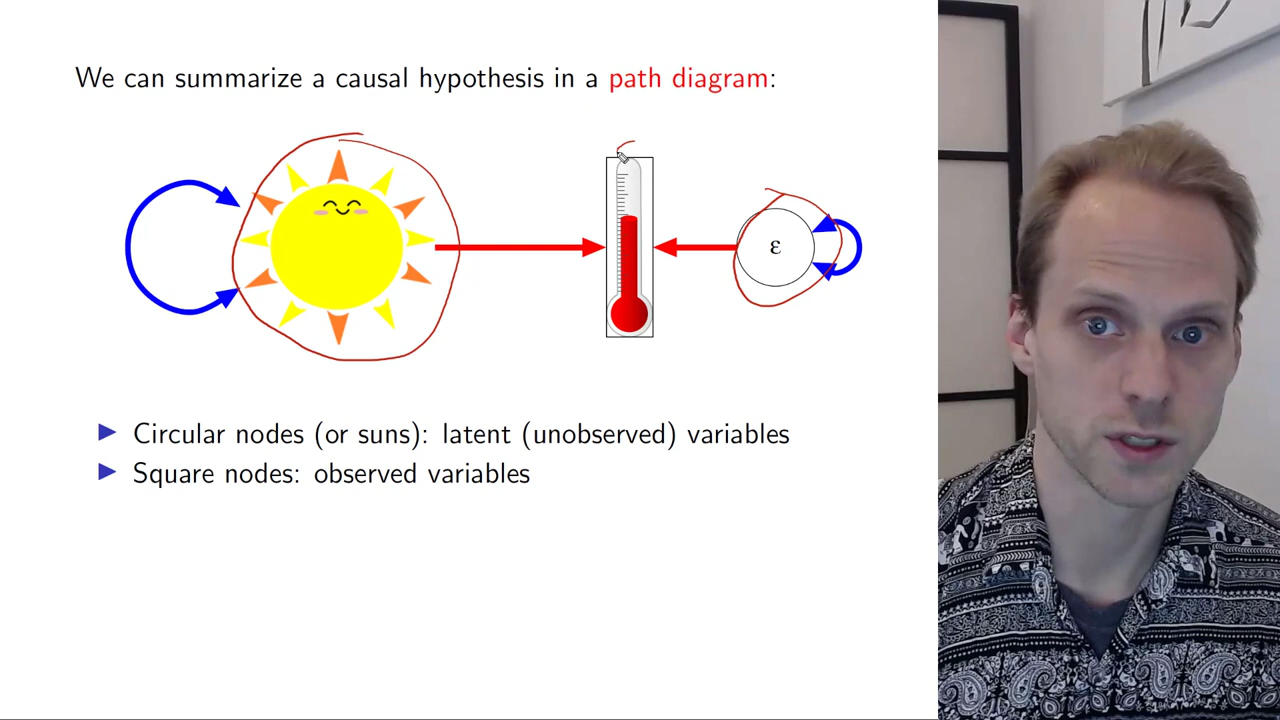 We can summarize a causal hypothesis in a path diagram:
ε
Circular nodes (or suns): latent (unobserved) variables
Square nodes: observed variables